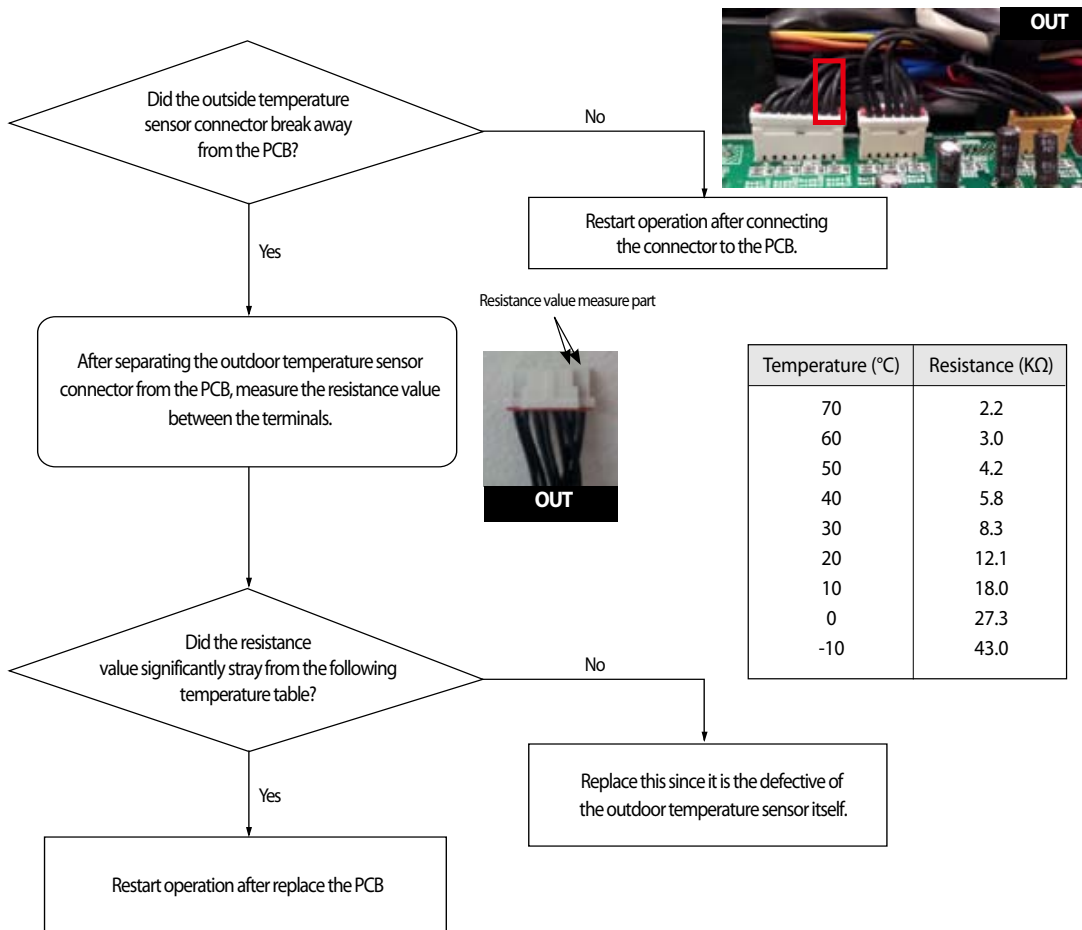 OUT
Did the outside temperature
sensor connector break away
from the PCB?
No
Restart operation after connecting
the connector to the PCB.
Yes
Resistance value measure part
After separating the outdoor temperature sensor
connector from the PCB, measure the resistance value
between the terminals.
OUT
Temperature (°C) Resistance (KΩ)
70 2.2
60 3.0
50 4.2
40 5.8
30 8.3
20 12.1
10 18.0
0 27.3
-10 43.0
Did the resistance
value significantly stray from the following
temperature table?
No
Replace this since it is the defective of
the outdoor temperature sensor itself.
Yes
Restart operation after replace the PCB